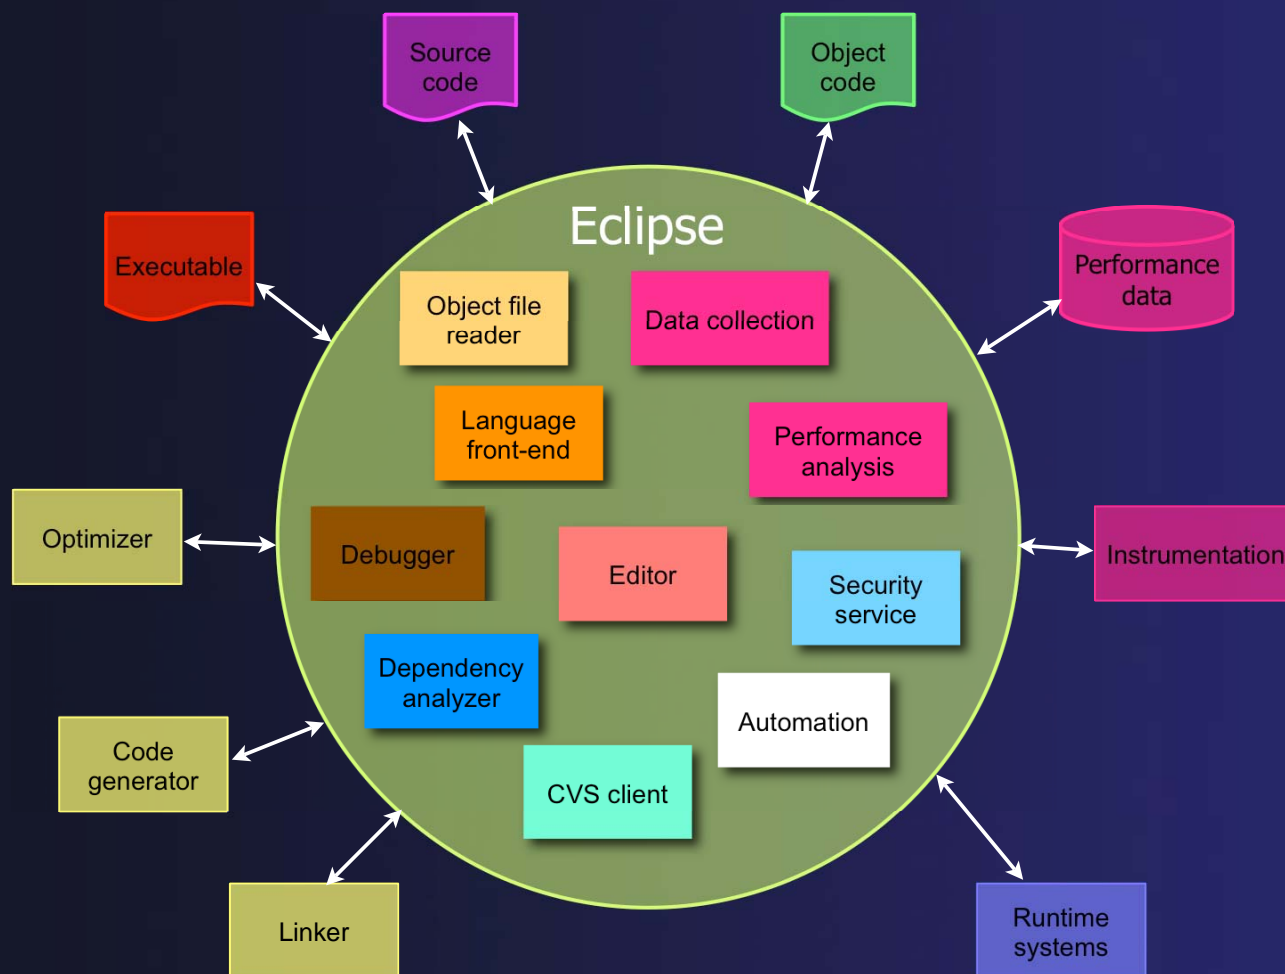 Source
code
Object
code
Eclipse
Executable
Performance
data
Object file
reader
Data collection
Language
front-end
Performance
analysis
Optimizer
Debugger
Editor
Security
service
Instrumentation
Dependency
analyzer
Automation
Code
generator
CVS client
Linker
Runtime
systems